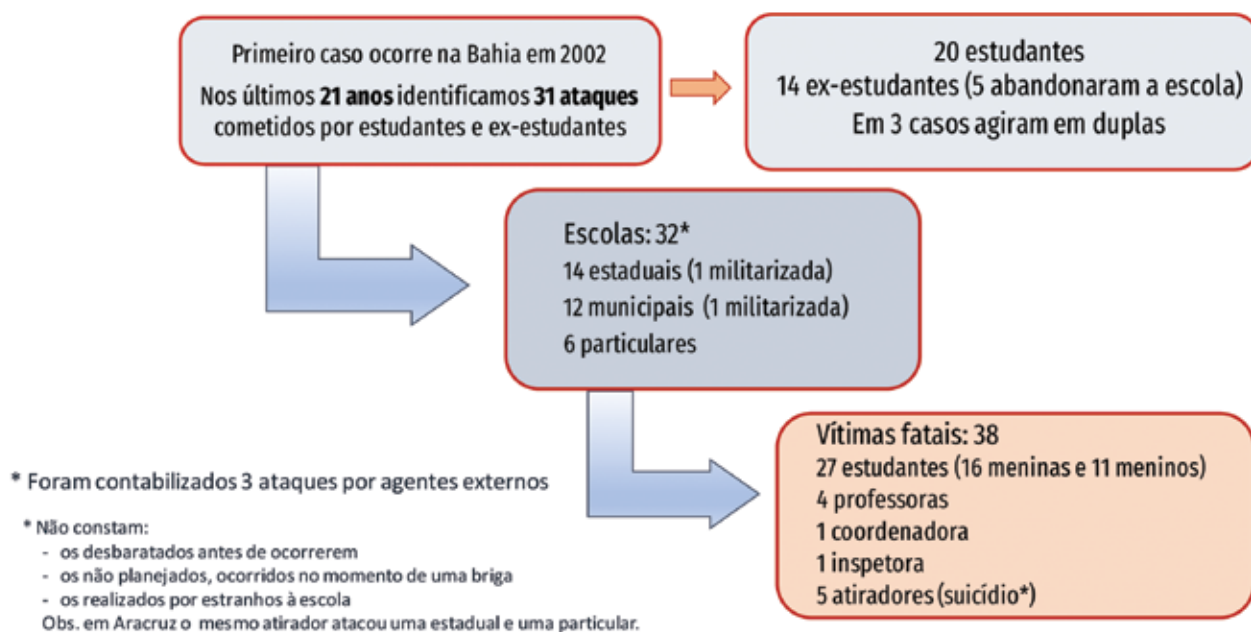 Primeiro caso ocorre na Bahia em 2002
Nos últimos 21 anos identificamos 31 ataques
cometidos por estudantes e ex-estudantes
20 estudantes
14 ex-estudantes (5 abandonaram a escola)
Em 3 casos agiram em duplas
Escolas: 32*
14 estaduais (1 militarizada)
12 municipais (1 militarizada)
6 particulares
Vítimas fatais: 38
27 estudantes (16 meninas e 11 meninos)
4 professoras
1 coordenadora
1 inspetora
5 atiradores (suicídio*)
* Foram contabilizados 3 ataques por agentes externos
* Não constam:
- os desbaratados antes de ocorrerem
- os não planejados, ocorridos no momento de uma briga
- os realizados por estranhos à escola
Obs. em Aracruz o mesmo atirador atacou uma estadual e uma particular.